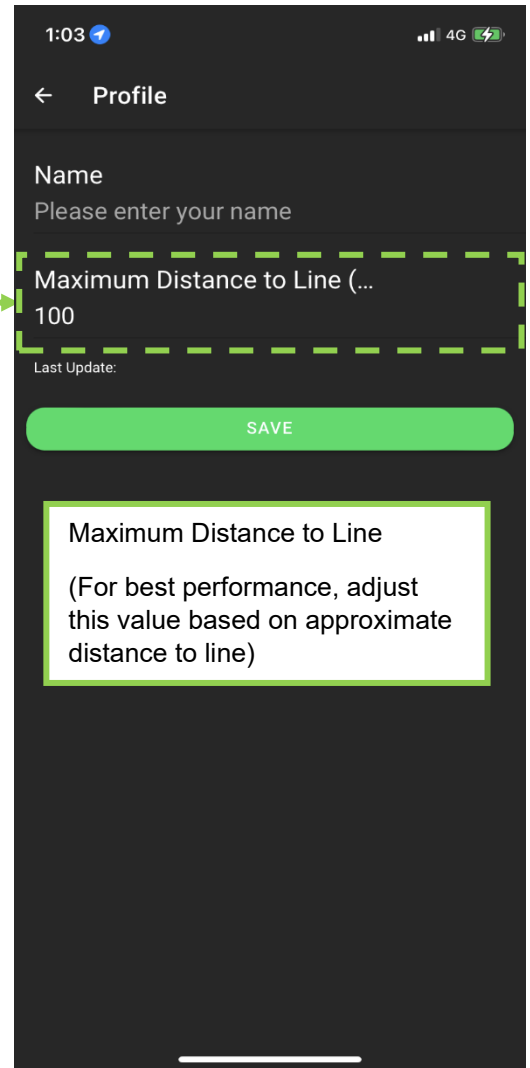 1:03
4G
Profile
Name
Please enter your name
Maximum Distance to Line (...
100
Last Update:
SAVE
Maximum Distance to Line
(For best performance, adjust
this value based on approximate
distance to line)